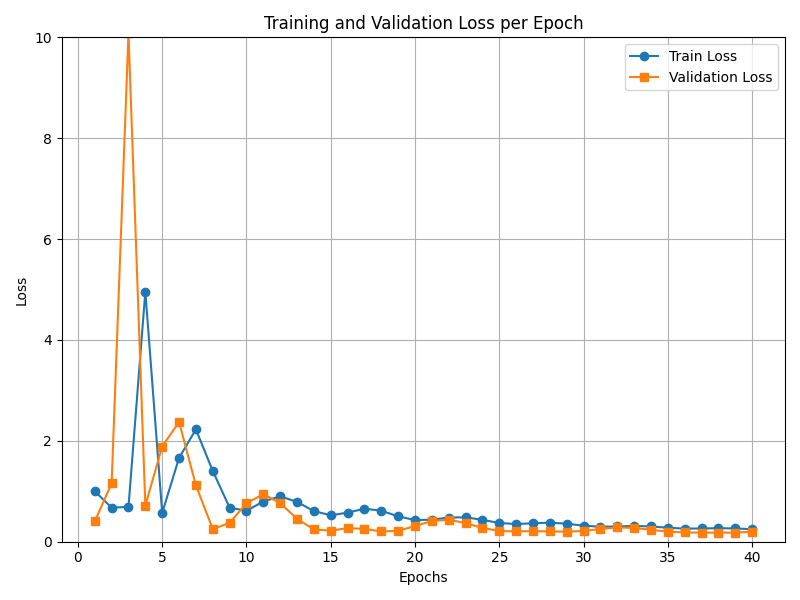 Training and Validation Loss per Epoch
Train Loss
Validation Loss
Loss
10
8
6
4
2
0
0 5 10 15 20 25 30 35 40
Epochs